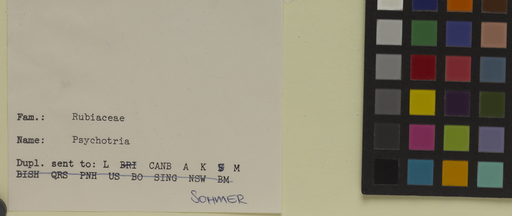 Fam.: Rubiaceae
Name: Psychotria
Dupl. sent to: L BRI CANB A K S M
BISH QRS PNH US BO SING NSW BM
SOHMER